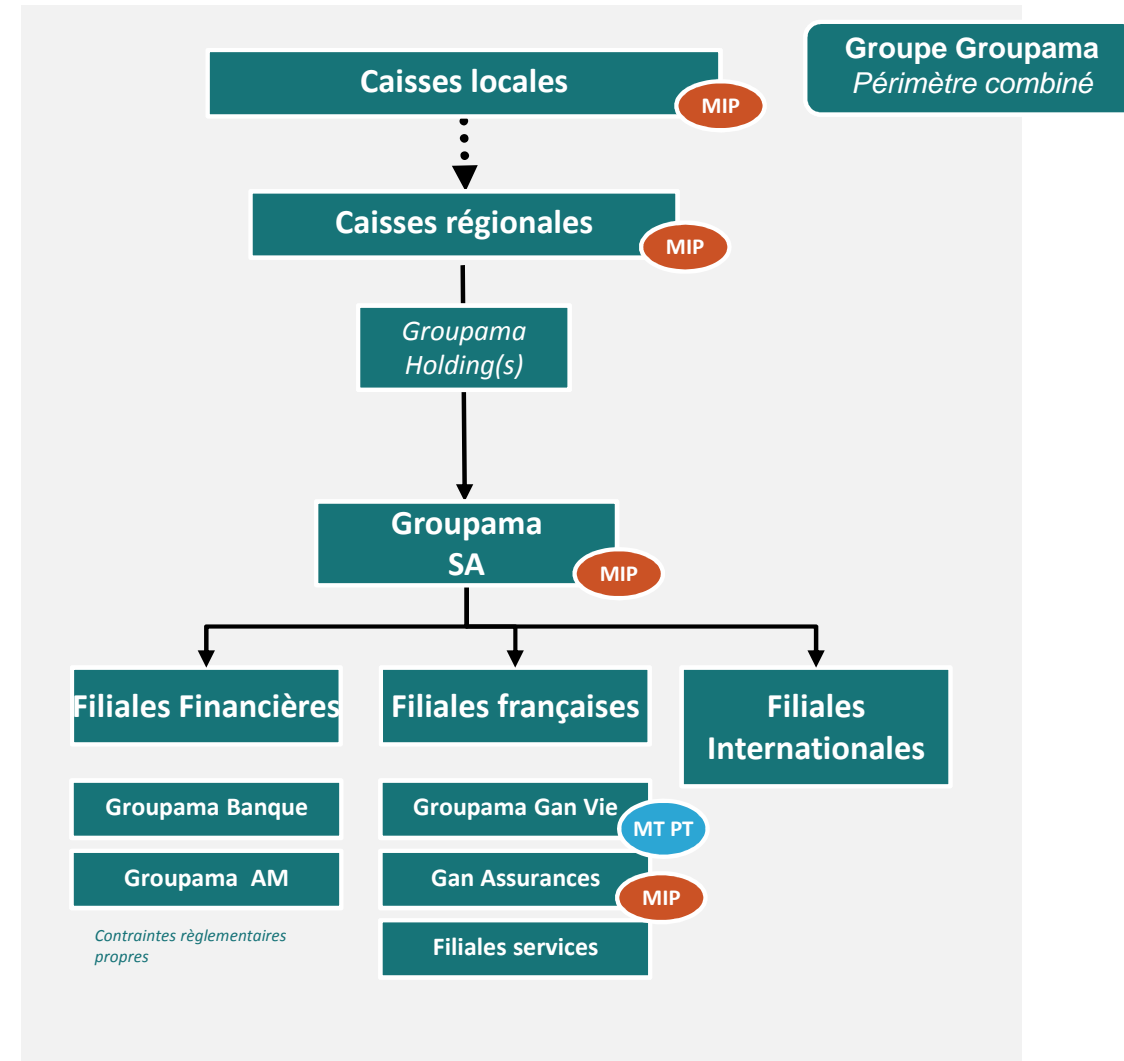 Groupe Groupama
Périmètre combiné
Caisses locales
MIP
Caisses régionales
MIP
Groupama
Holding(s)
Groupama
SA
MIP
Filiales Financières
Filiales françaises
Filiales
Internationales
Groupama Banque
Groupama Gan Vie
MT PT
Groupama AM
Gan Assurances
MIP
Contraintes règlementaires
propres
Filiales services